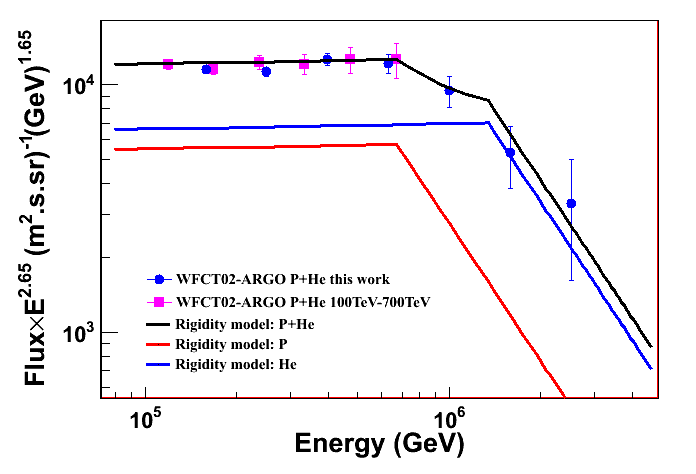 Flux×E^2.65 (m^2.s.sr)^-1(GeV)^1.65
10^4
10^3
WFCT02-ARGO P+He this work
WFCT02-ARGO P+He 100TeV-700TeV
Rigidity model: P+He
Rigidity model: P
Rigidity model: He
10^5
10^6
Energy (GeV)